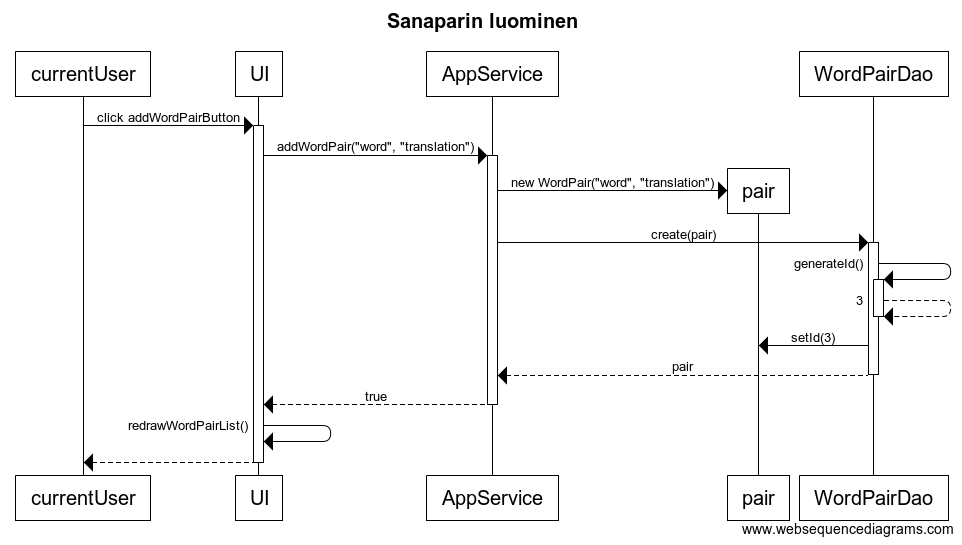 Sanaparin luominen
currentUser
UI
AppService
WordPairDao
click addWordPairButton
addWordPair("word", "translation")
new WordPair("word", "translation")
pair
create(pair)
generateId()
3
setId(3)
pair
true
redrawWordPairList()
currentUser
UI
AppService
pair
WordPairDao
www.websequencediagrams.com